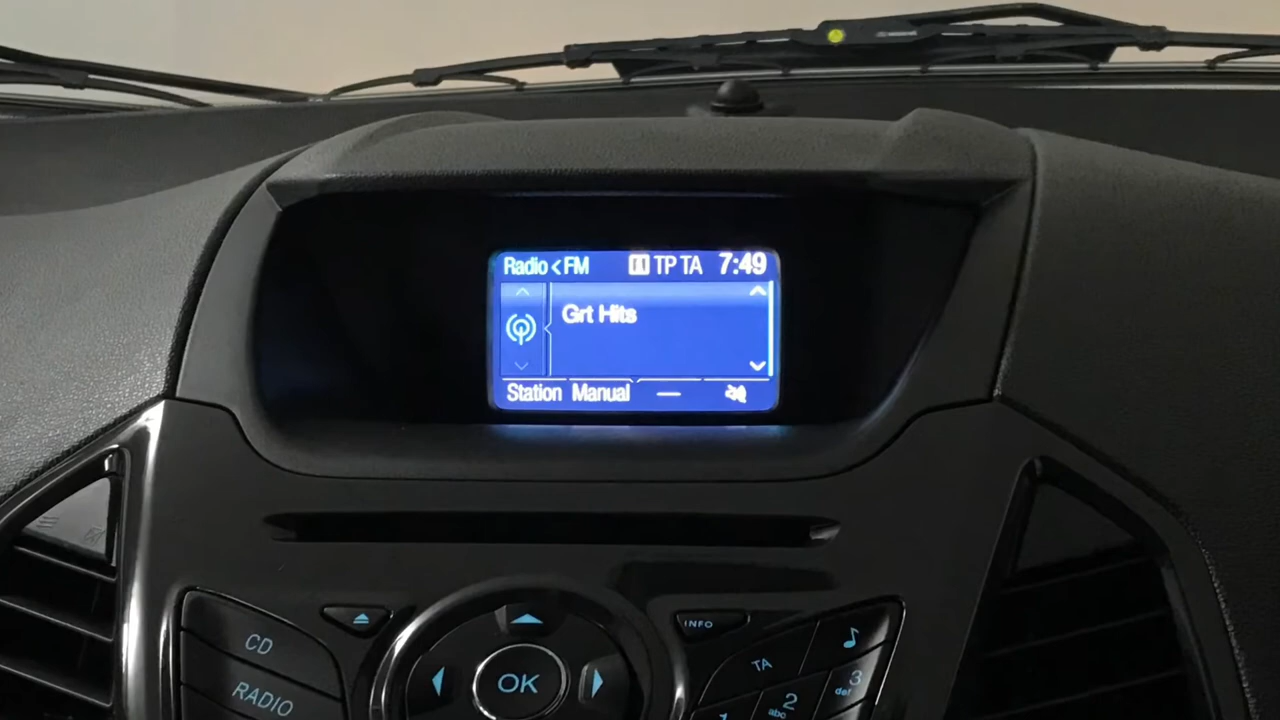 Radio FM TP TA 7:49
Grt Hits
Station Manual
CD
RADIO
OK
INFO
TA
2
abc
3
def
1